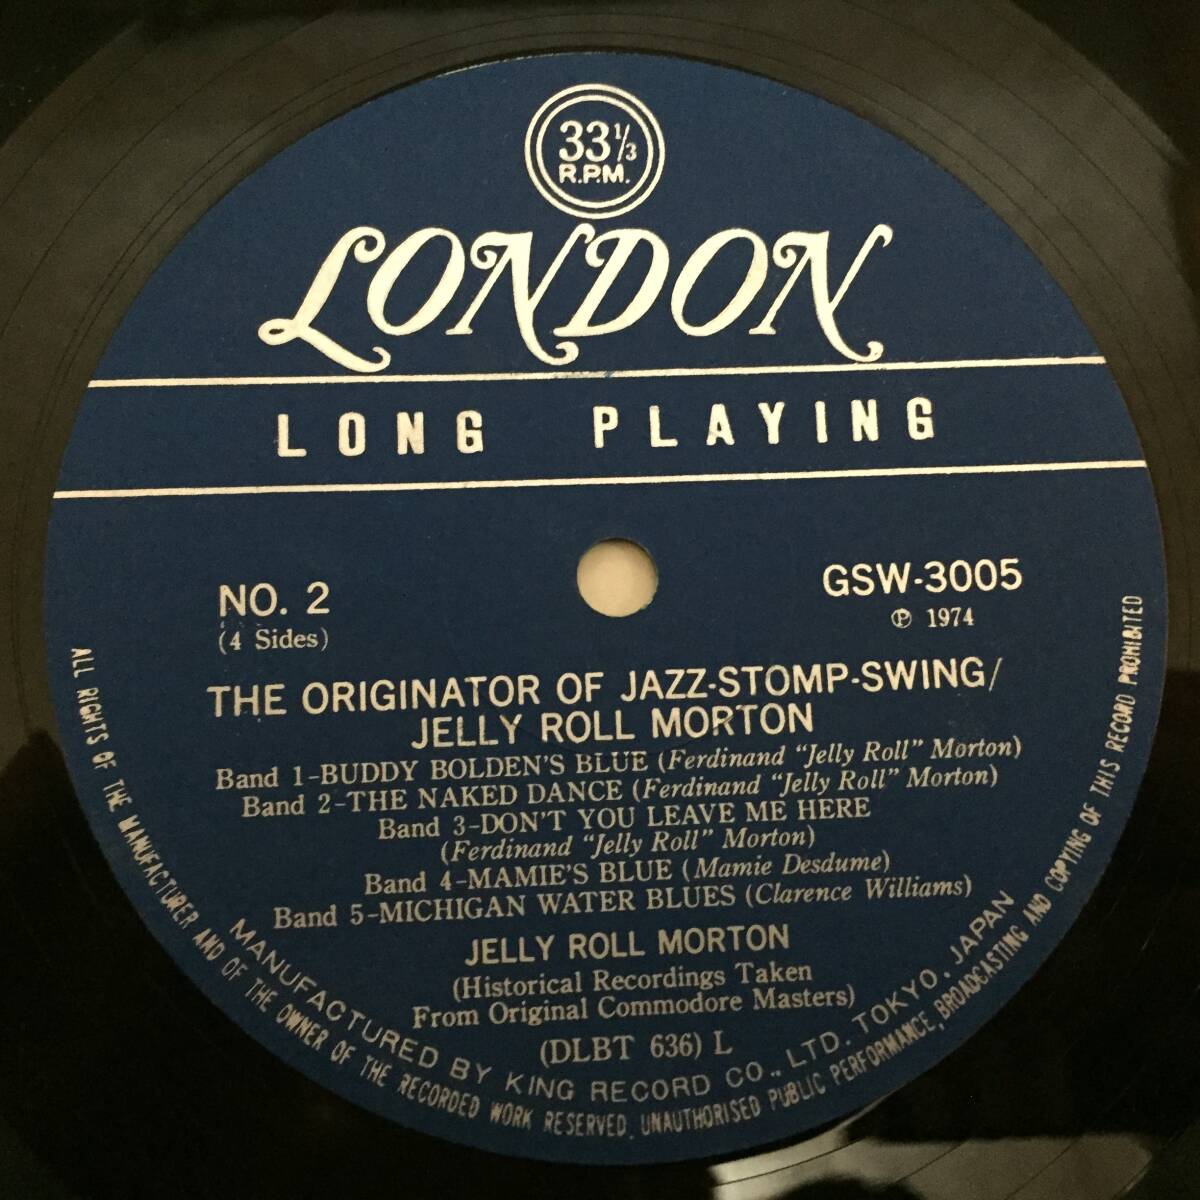 33 1/3
R.P.M.
LONDON
LONG PLAYING
NO. 2
(4 Sides)
GSW-3005
℗ 1974
THE ORIGINATOR OF JAZZ-STOMP-SWING/
JELLY ROLL MORTON
Band 1-BUDDY BOLDEN'S BLUE (Ferdinand "Jelly Roll" Morton)
Band 2-THE NAKED DANCE (Ferdinand "Jelly Roll" Morton)
Band 3-DON'T YOU LEAVE ME HERE
(Ferdinand "Jelly Roll" Morton)
Band 4-MAMIE'S BLUE (Mamie Desdume)
Band 5-MICHIGAN WATER BLUES (Clarence Williams)
JELLY ROLL MORTON
(Historical Recordings Taken
From Original Commodore Masters)
(DLBT 636) L
MANUFACTURED BY KING RECORD CO., LTD. TOKYO, JAPAN
ALL RIGHTS OF THE MANUFACTURER AND OF THE OWNER OF THE RECORDED WORK RESERVED. UNAUTHORISED PUBLIC PERFORMANCE, BROADCASTING AND COPYING OF THIS RECORD PROHIBITED